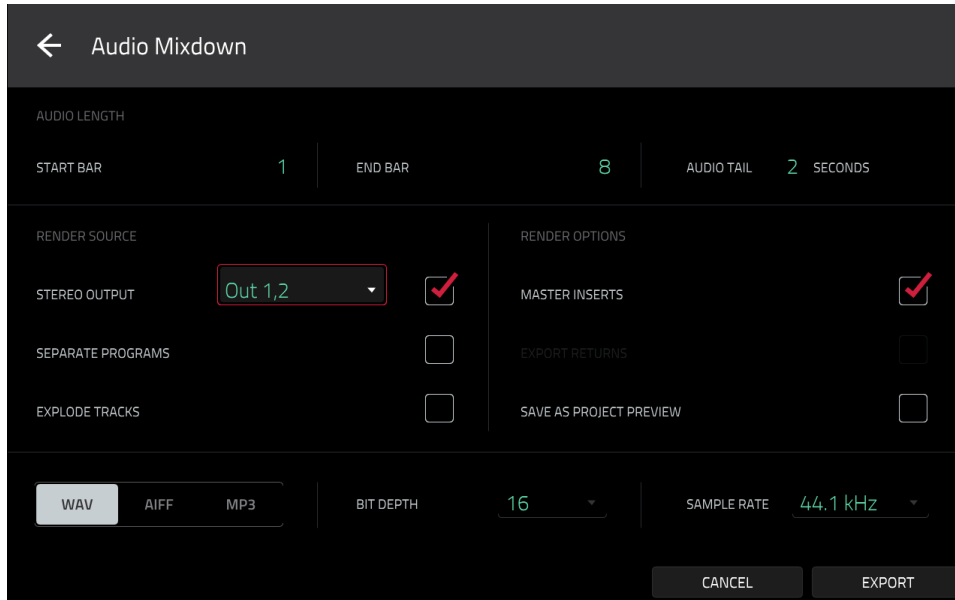 Audio Mixdown
AUDIO LENGTH
START BAR 1 END BAR 8 AUDIO TAIL 2 SECONDS
RENDER SOURCE RENDER OPTIONS
STEREO OUTPUT Out 1,2 MASTER INSERTS
SEPARATE PROGRAMS EXPORT RETURNS
EXPLODE TRACKS SAVE AS PROJECT PREVIEW
WAV AIFF MP3 BIT DEPTH 16 SAMPLE RATE 44.1 kHz
CANCEL EXPORT